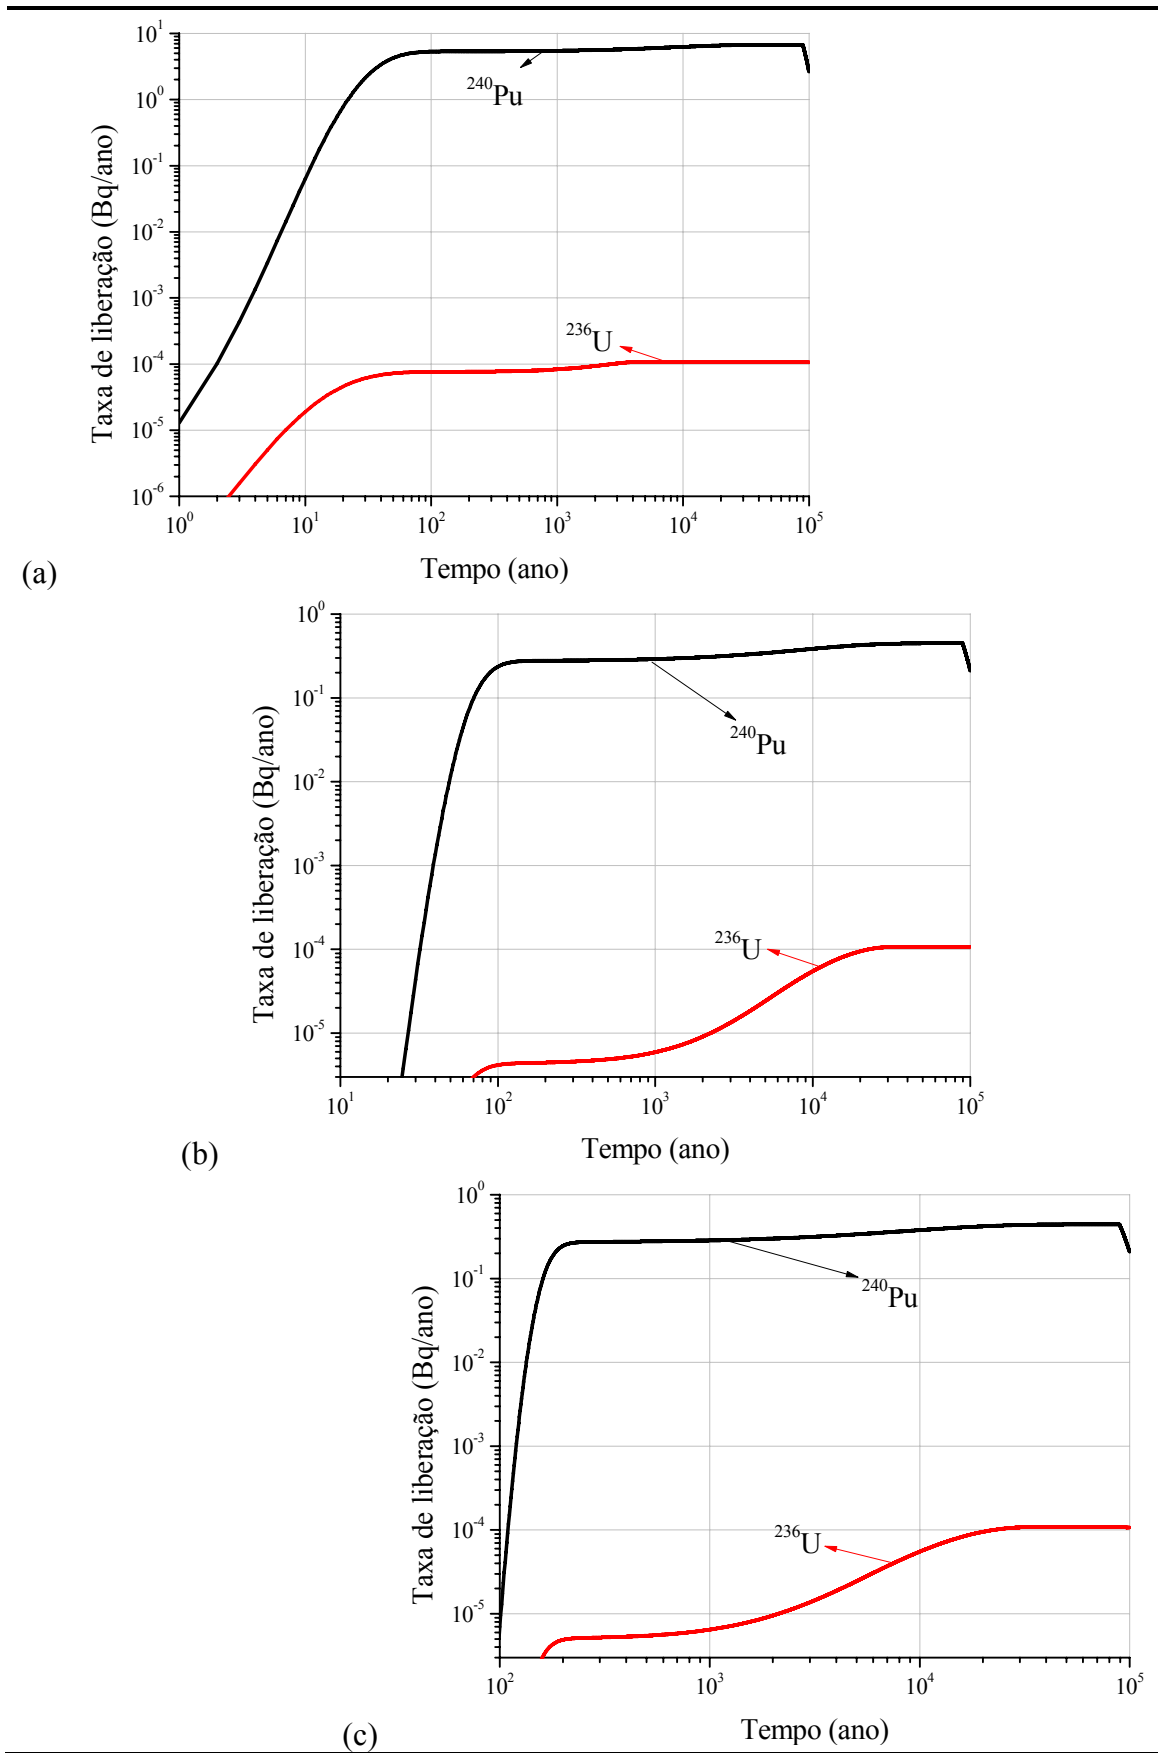 10^1
10^0
10^-1
10^-2
10^-3
10^-4
10^-5
10^-6
Taxa de liberação (Bq/ano)
^240Pu
^236U
10^0 10^1 10^2 10^3 10^4 10^5
Tempo (ano)
(a)
10^0
10^-1
10^-2
10^-3
10^-4
10^-5
Taxa de liberação (Bq/ano)
^240Pu
^236U
10^1 10^2 10^3 10^4 10^5
Tempo (ano)
(b)
10^0
10^-1
10^-2
10^-3
10^-4
10^-5
Taxa de liberação (Bq/ano)
^240Pu
^236U
10^2 10^3 10^4 10^5
Tempo (ano)
(c)